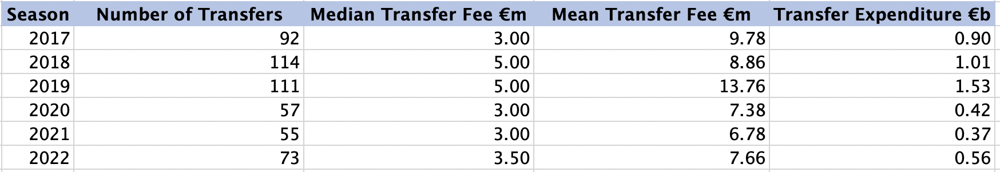 Season Number of Transfers Median Transfer Fee €m Mean Transfer Fee €m Transfer Expenditure €b
2017 92 3.00 9.78 0.90
2018 114 5.00 8.86 1.01
2019 111 5.00 13.76 1.53
2020 57 3.00 7.38 0.42
2021 55 3.00 6.78 0.37
2022 73 3.50 7.66 0.56